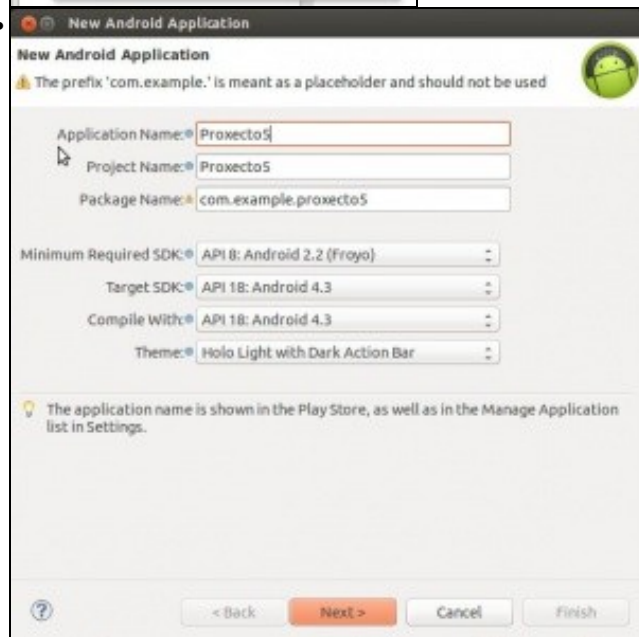 New Android Application
New Android Application
The prefix 'com.example.' is meant as a placeholder and should not be used
Application Name: Proxecto5
Project Name: Proxecto5
Package Name: com.example.proxecto5
Minimum Required SDK: API 8: Android 2.2 (Froyo)
Target SDK: API 18: Android 4.3
Compile With: API 18: Android 4.3
Theme: Holo Light with Dark Action Bar
The application name is shown in the Play Store, as well as in the Manage Application
list in Settings.
? < Back Next > Cancel Finish